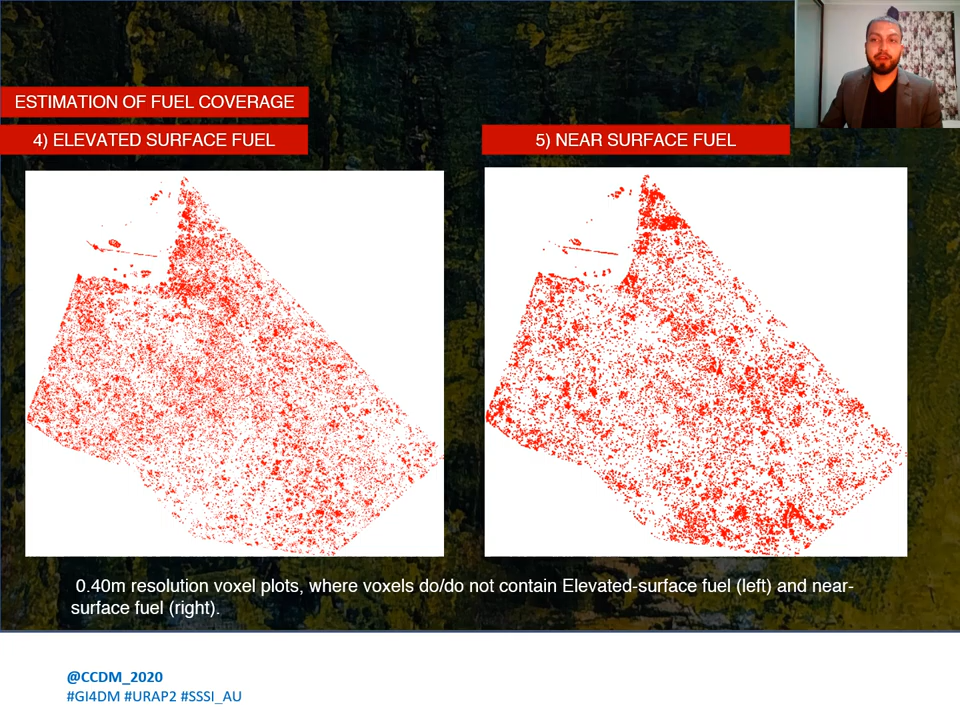 ESTIMATION OF FUEL COVERAGE
4) ELEVATED SURFACE FUEL
5) NEAR SURFACE FUEL
0.40m resolution voxel plots, where voxels do/do not contain Elevated-surface fuel (left) and near-
surface fuel (right).
@CCDM_2020
#GI4DM #URAP2 #SSSI_AU